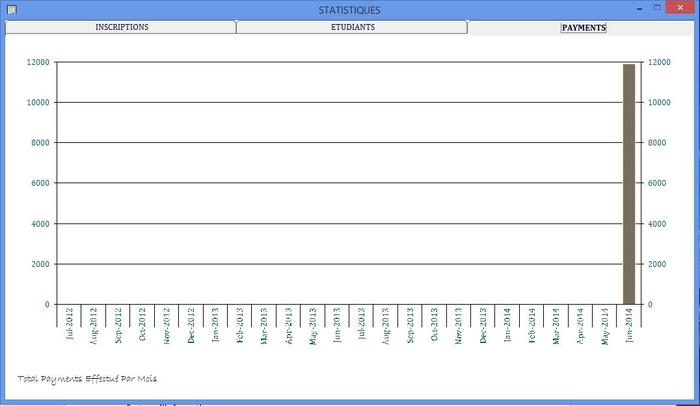 STATISTIQUES
INSCRIPTIONS ETUDIANTS PAYMENTS
12000 12000
10000 10000
8000 8000
6000 6000
4000 4000
2000 2000
0 0
Jul-2012 Aug-2012 Sep-2012 Oct-2012 Nov-2012 Dec-2012 Jan-2013 Feb-2013 Mar-2013 Apr-2013 May-2013 Jun-2013 Jul-2013 Aug-2013 Sep-2013 Oct-2013 Nov-2013 Dec-2013 Jan-2014 Feb-2014 Mar-2014 Apr-2014 May-2014 Jun-2014
Total Payments Effectué Par Mois